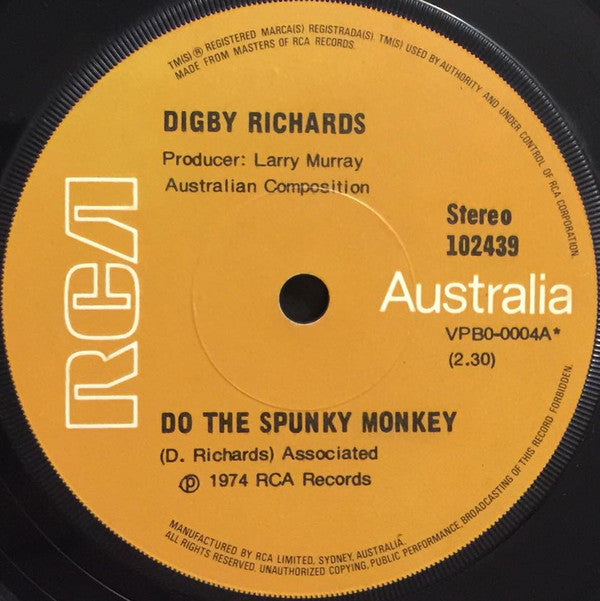 TM(S) ® REGISTERED MARCA(S) REGISTRADA(S). TM(S) USED BY AUTHORITY AND UNDER CONTROL OF RCA CORPORATION.
MADE FROM MASTERS OF RCA RECORDS.
DIGBY RICHARDS
Producer: Larry Murray
Australian Composition
RCA
Stereo
102439
Australia
VPB0-0004A*
(2.30)
DO THE SPUNKY MONKEY
(D. Richards) Associated
℗ 1974 RCA Records
MANUFACTURED BY RCA LIMITED, SYDNEY, AUSTRALIA.
ALL RIGHTS RESERVED. UNAUTHORIZED COPYING, PUBLIC PERFORMANCE, BROADCASTING OF THIS RECORD FORBIDDEN.